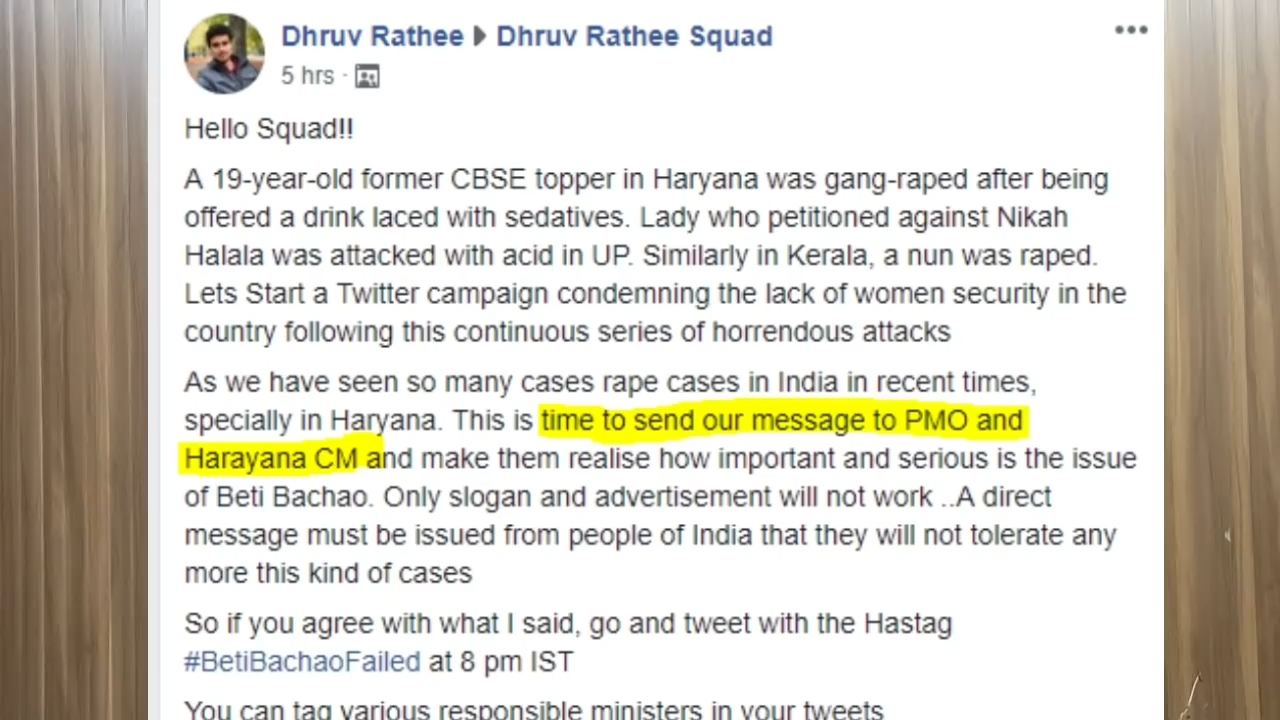 Dhruv Rathee ▶ Dhruv Rathee Squad
5 hrs ·
Hello Squad!!
A 19-year-old former CBSE topper in Haryana was gang-raped after being
offered a drink laced with sedatives. Lady who petitioned against Nikah
Halala was attacked with acid in UP. Similarly in Kerala, a nun was raped.
Lets Start a Twitter campaign condemning the lack of women security in the
country following this continuous series of horrendous attacks
As we have seen so many cases rape cases in India in recent times,
specially in Haryana. This is time to send our message to PMO and
Harayana CM and make them realise how important and serious is the issue
of Beti Bachao. Only slogan and advertisement will not work ..A direct
message must be issued from people of India that they will not tolerate any
more this kind of cases
So if you agree with what I said, go and tweet with the Hastag
#BetiBachaoFailed at 8 pm IST
You can tag various responsible ministers in your tweets